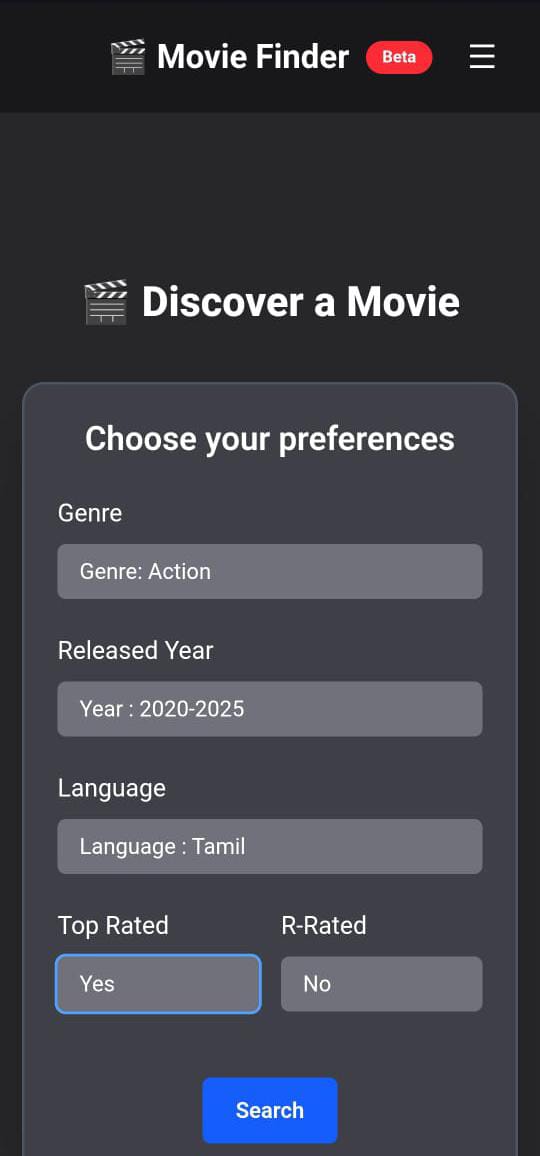 🎬 Movie Finder Beta ☰
🎬 Discover a Movie
Choose your preferences
Genre
Genre: Action
Released Year
Year : 2020-2025
Language
Language : Tamil
Top Rated R-Rated
Yes No
Search